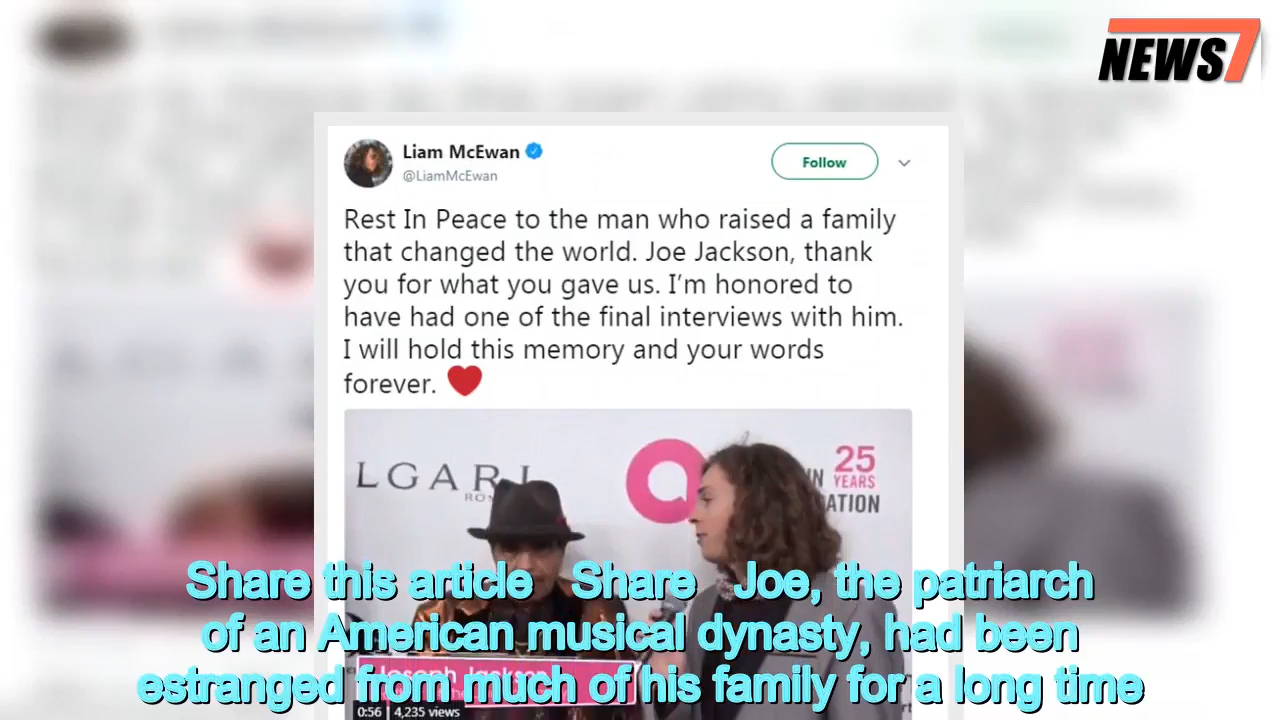 NEWS7
Liam McEwan
@LiamMcEwan
Follow
Rest In Peace to the man who raised a family
that changed the world. Joe Jackson, thank
you for what you gave us. I’m honored to
have had one of the final interviews with him.
I will hold this memory and your words
forever.
LGARI
25
YEARS
ATION
Share this article Share Joe, the patriarch
of an American musical dynasty, had been
estranged from much of his family for a long time
Joseph Jackson
0:56 | 4,235 views